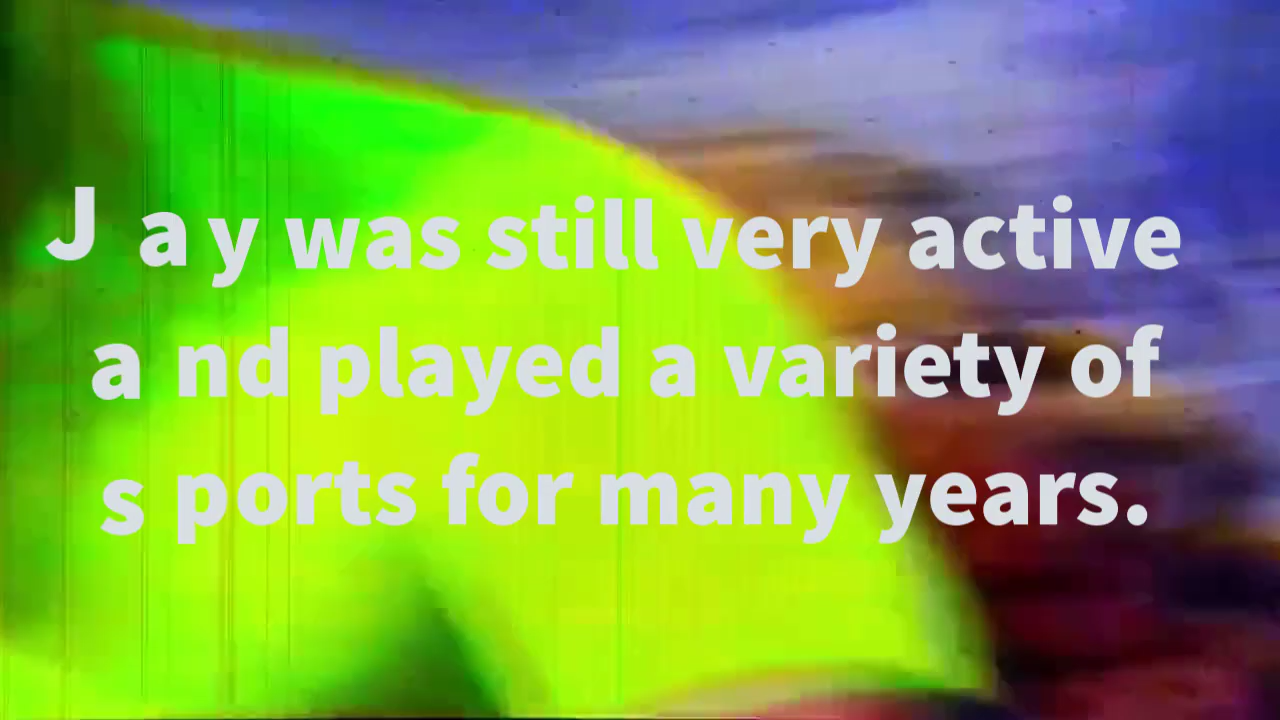 Jay was still very active
and played a variety of
sports for many years.